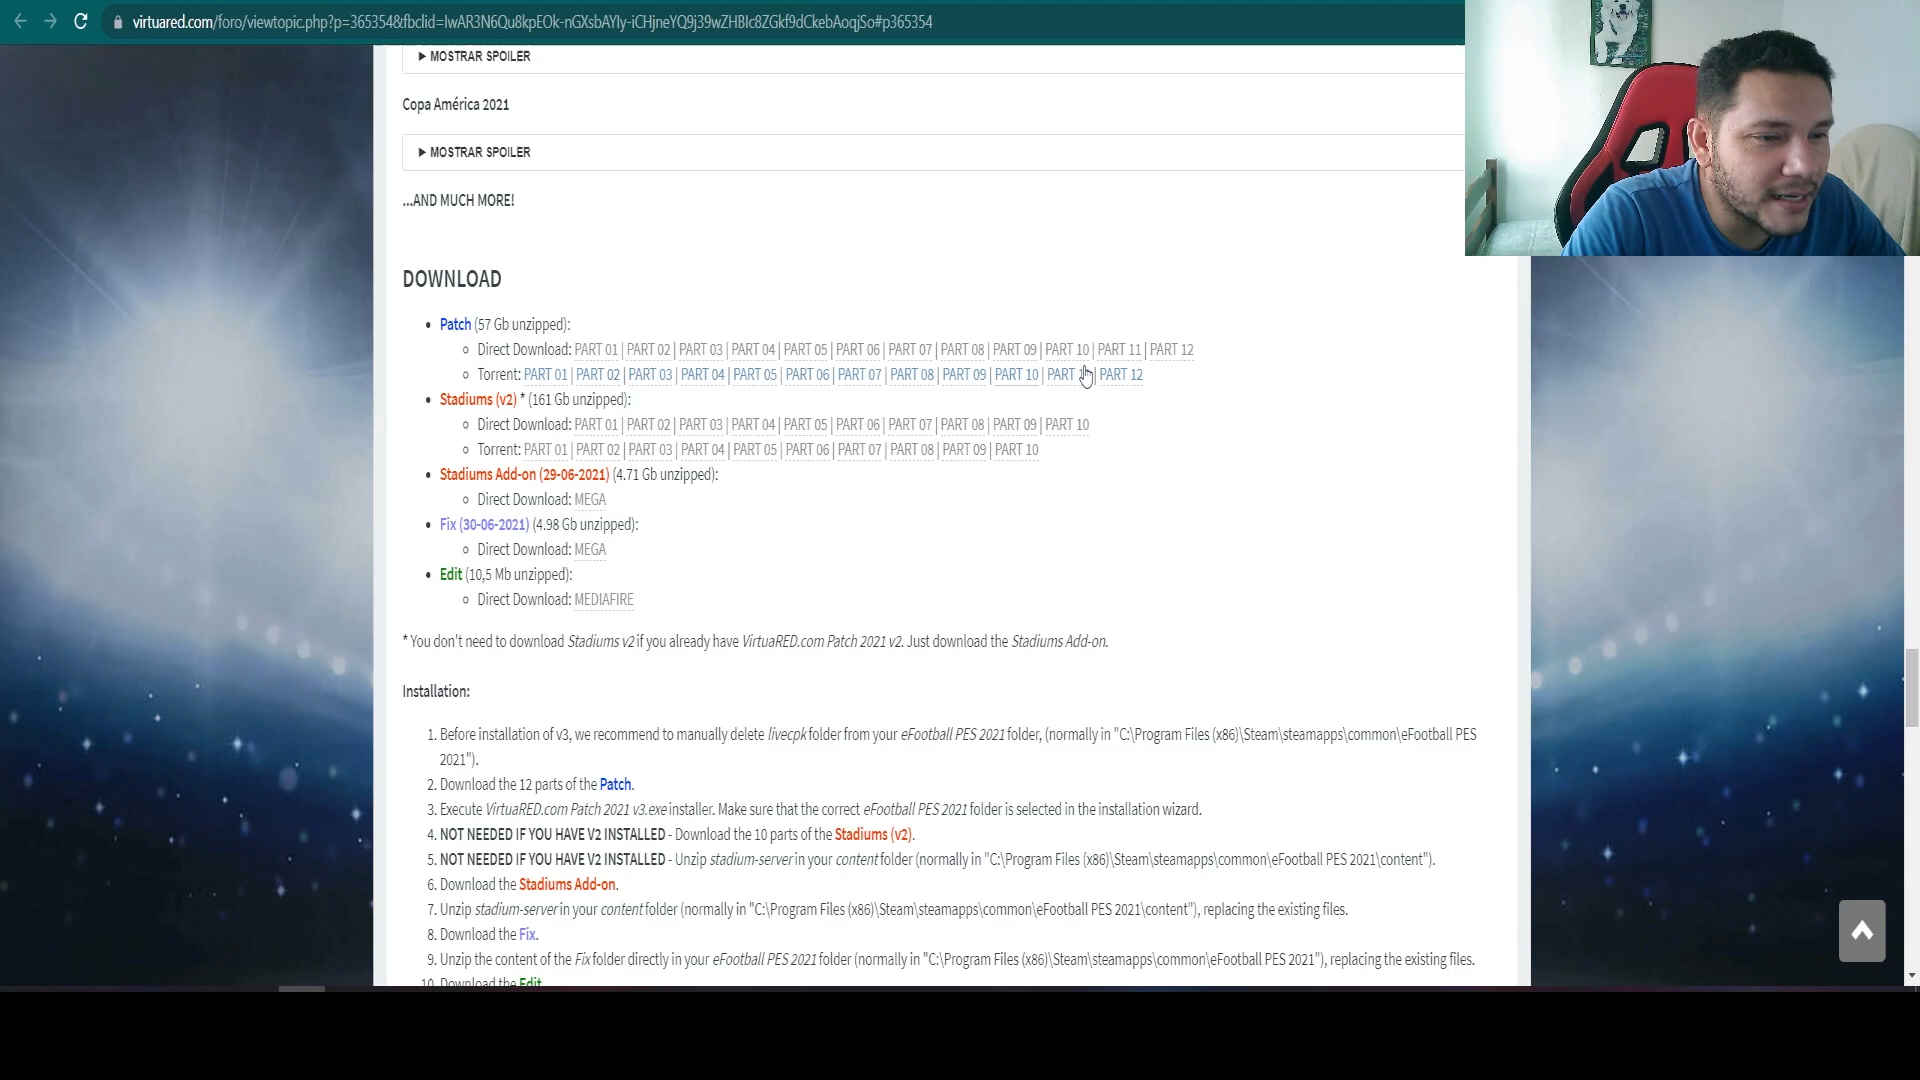 virtuared.com/foro/viewtopic.php?p=365354&fbclid=IwAR3N6Qu8kpEOk-nGXsbAYIy-iCHjneYQ9j39wZHBIc8ZGkf9dCkebAoqjSo#p365354
▶ MOSTRAR SPOILER
Copa América 2021
▶ MOSTRAR SPOILER
...AND MUCH MORE!
DOWNLOAD
• Patch (57 Gb unzipped):
Direct Download: PART 01 | PART 02 | PART 03 | PART 04 | PART 05 | PART 06 | PART 07 | PART 08 | PART 09 | PART 10 | PART 11 | PART 12
Torrent: PART 01 | PART 02 | PART 03 | PART 04 | PART 05 | PART 06 | PART 07 | PART 08 | PART 09 | PART 10 | PART 1 | PART 12
• Stadiums (v2) * (161 Gb unzipped):
Direct Download: PART 01 | PART 02 | PART 03 | PART 04 | PART 05 | PART 06 | PART 07 | PART 08 | PART 09 | PART 10
Torrent: PART 01 | PART 02 | PART 03 | PART 04 | PART 05 | PART 06 | PART 07 | PART 08 | PART 09 | PART 10
• Stadiums Add-on (29-06-2021) (4.71 Gb unzipped):
Direct Download: MEGA
• Fix (30-06-2021) (4.98 Gb unzipped):
Direct Download: MEGA
• Edit (10,5 Mb unzipped):
Direct Download: MEDIAFIRE
* You don't need to download Stadiums v2 if you already have VirtuaRED.com Patch 2021 v2. Just download the Stadiums Add-on.
Installation:
1. Before installation of v3, we recommend to manually delete livecpk folder from your eFootball PES 2021 folder, (normally in "C:\Program Files (x86)\Steam\steamapps\common\eFootball PES
2021").
2. Download the 12 parts of the Patch.
3. Execute VirtuaRED.com Patch 2021 v3.exe installer. Make sure that the correct eFootball PES 2021 folder is selected in the installation wizard.
4. NOT NEEDED IF YOU HAVE V2 INSTALLED - Download the 10 parts of the Stadiums (v2).
5. NOT NEEDED IF YOU HAVE V2 INSTALLED - Unzip stadium-server in your content folder (normally in "C:\Program Files (x86)\Steam\steamapps\common\eFootball PES 2021\content").
6. Download the Stadiums Add-on.
7. Unzip stadium-server in your content folder (normally in "C:\Program Files (x86)\Steam\steamapps\common\eFootball PES 2021\content"), replacing the existing files.
8. Download the Fix.
9. Unzip the content of the Fix folder directly in your eFootball PES 2021 folder (normally in "C:\Program Files (x86)\Steam\steamapps\common\eFootball PES 2021"), replacing the existing files.
10. Download the Edit.